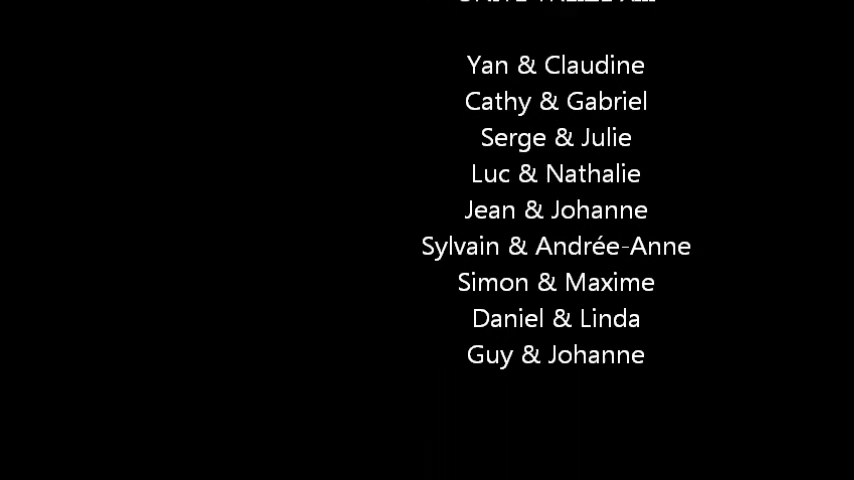 Yan & Claudine
Cathy & Gabriel
Serge & Julie
Luc & Nathalie
Jean & Johanne
Sylvain & Andrée-Anne
Simon & Maxime
Daniel & Linda
Guy & Johanne